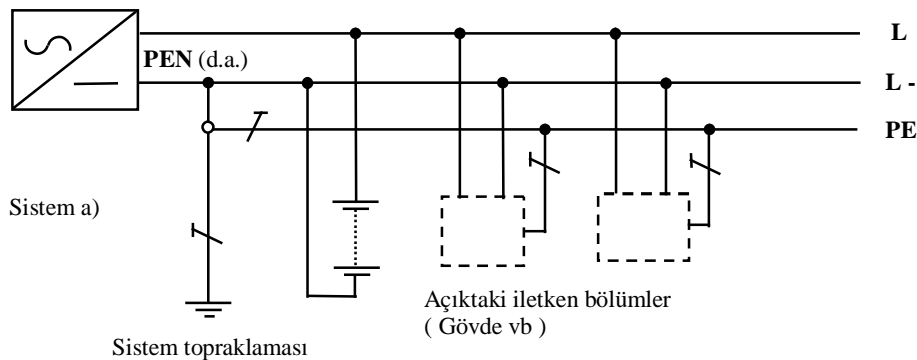 L
PEN (d.a.)
L -
PE
Sistem a)
Açıktaki iletken bölümler
( Gövde vb )
Sistem topraklaması